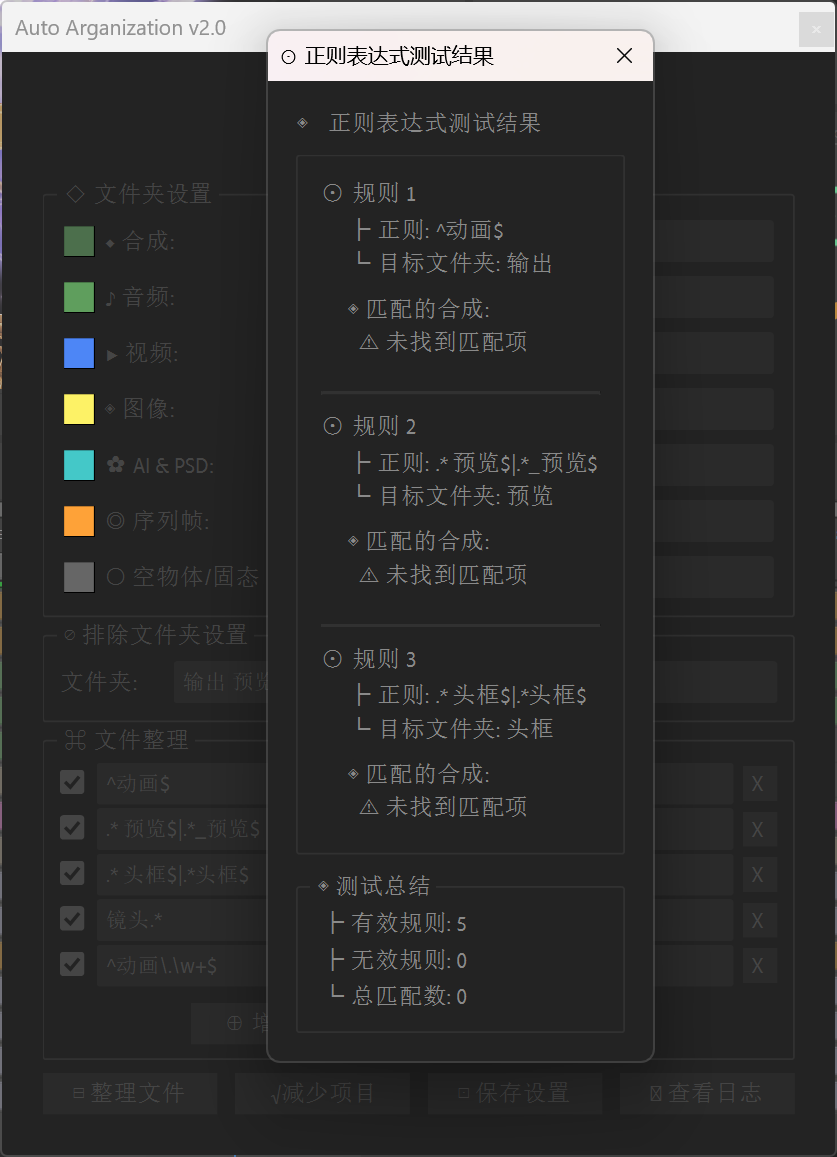 Auto Arganization v2.0
正则表达式测试结果
正则表达式测试结果
规则 1
正则: ^动画$
目标文件夹: 输出
匹配的合成:
⚠ 未找到匹配项
规则 2
正则: .* 预览$|.*_预览$
目标文件夹: 预览
匹配的合成:
⚠ 未找到匹配项
规则 3
正则: .* 头框$|.*头框$
目标文件夹: 头框
匹配的合成:
⚠ 未找到匹配项
测试总结
有效规则: 5
无效规则: 0
总匹配数: 0
文件夹设置
合成:
音频:
视频:
图像:
AI & PSD:
序列帧:
空物体/固态
排除文件夹设置
文件夹:
输出 预览
文件整理
^动画$
X
.* 预览$|.*_预览$
X
.* 头框$|.*头框$
X
镜头.*
X
^动画\.\w+$
X
⊕ 增
整理文件
√减少项目
保存设置
查看日志